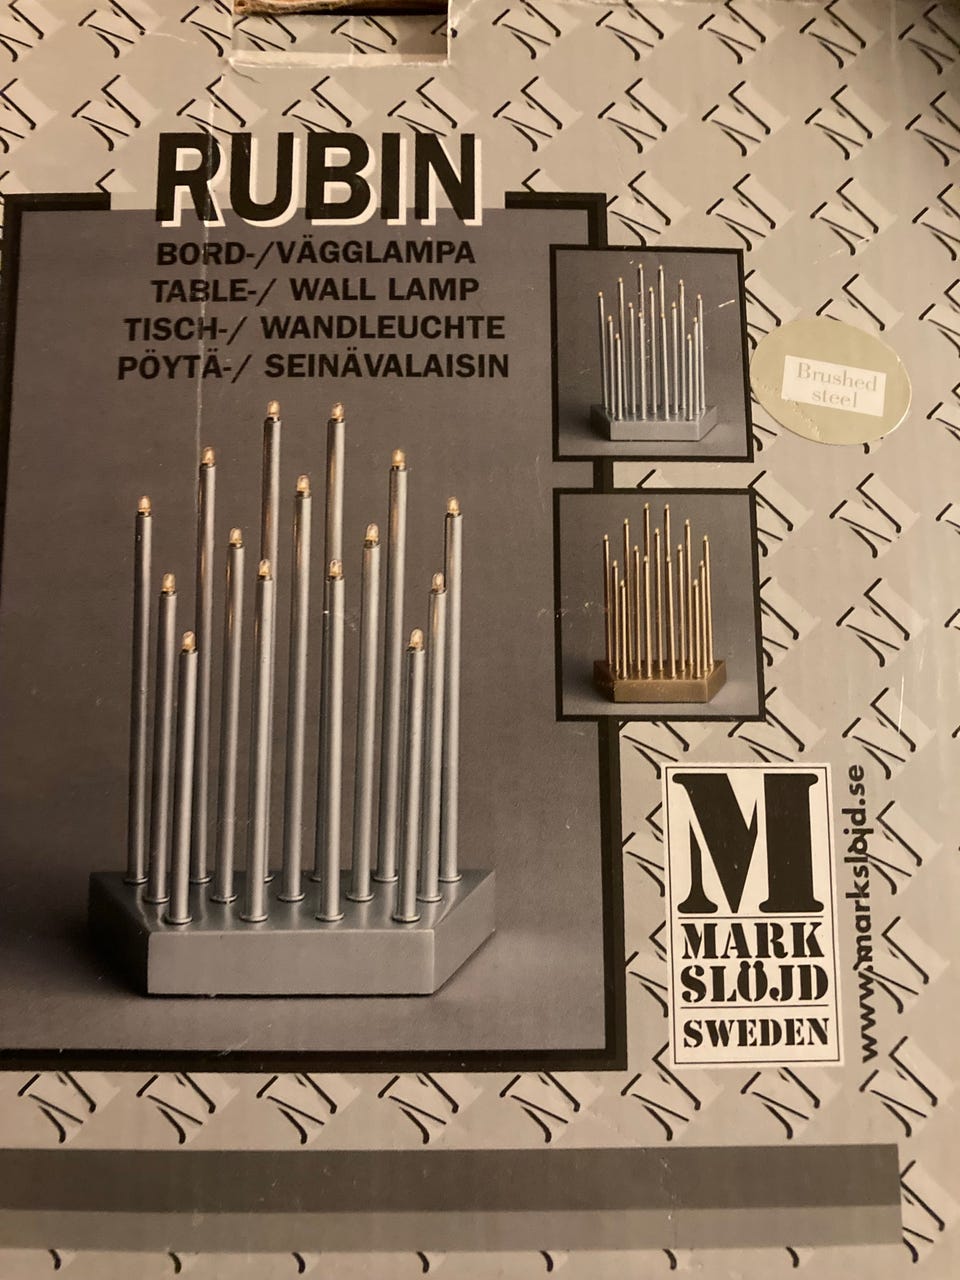 RUBIN
BORD-/VÄGGLAMPA
TABLE-/ WALL LAMP
TISCH-/ WANDLEUCHTE
PÖYTÄ-/ SEINÄVALAISIN
Brushed
steel
M
MARK
SLÖJD
SWEDEN
www.markslojd.se